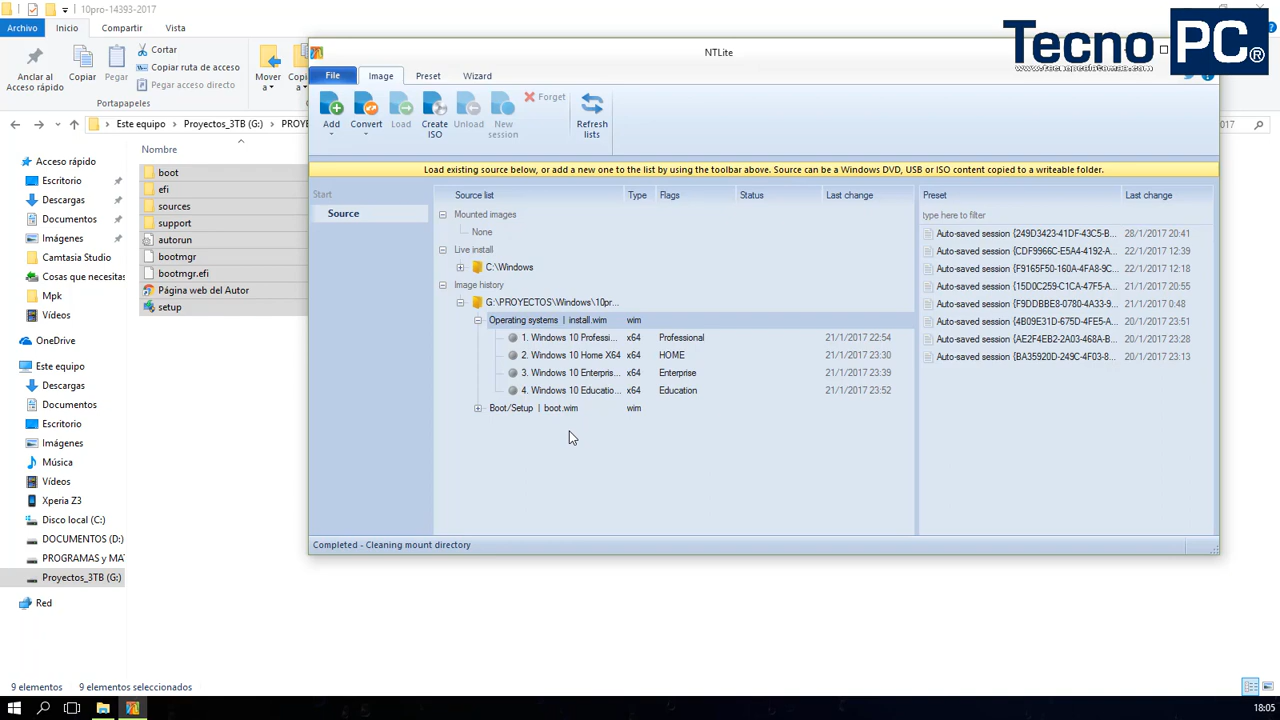 10pro-14393-2017
Archivo Inicio Compartir Vista
Anclar al
Acceso rápido
Copiar
Pegar
Cortar
Copiar ruta de acceso
Pegar acceso directo
Mover
a
Portapapeles
Este equipo Proyectos_3TB (G:)
Acceso rápido
Escritorio
Descargas
Documentos
Imágenes
Camtasia Studio
Cosas que necesitas
Mpk
Vídeos
OneDrive
Este equipo
Descargas
Documentos
Escritorio
Imágenes
Música
Vídeos
Xperia Z3
Disco local (C:)
DOCUMENTOS (D:)
PROGRAMAS y MAT
Proyectos_3TB (G:)
Red
Nombre
boot
efi
sources
support
autorun
bootmgr
bootmgr.efi
Página web del Autor
setup
9 elementos 9 elementos seleccionados
18:05
Tecno PC®
NTLite
File Image Preset Wizard
Add
Convert
Load
Create
ISO
Unload
New
session
Forget
Refresh
lists
Load existing source below, or add a new one to the list by using the toolbar above. Source can be a Windows DVD, USB or ISO content copied to a writeable folder.
Start
Source
Source list Type Flags Status Last change
Mounted images
None
Live install
C:\Windows
Image history
G:\PROYECTOS\Windows\10pr...
Operating systems | install.wim wim
1. Windows 10 Professi... x64 Professional 21/1/2017 22:54
2. Windows 10 Home X64 x64 HOME 21/1/2017 23:30
3. Windows 10 Enterpris... x64 Enterprise 21/1/2017 23:39
4. Windows 10 Educatio... x64 Education 21/1/2017 23:52
Boot/Setup | boot.wim wim
Preset Last change
type here to filter
Auto-saved session {249D3423-41DF-43C5-B... 28/1/2017 20:41
Auto-saved session {CDF9966C-E5A4-4192-A... 22/1/2017 12:39
Auto-saved session {F9165F50-160A-4FA8-9C... 22/1/2017 12:18
Auto-saved session {15D0C259-C1CA-47F5-A... 21/1/2017
Auto-saved session {F9DDBBE8-0780-4A33-9... 21/1/2017 0:48
Auto-saved session {4B09E31D-675D-4FE5-A... 20/1/2017 23:51
Auto-saved session {AE2F4EB2-2A03-468A-B... 20/1/2017 23:28
Auto-saved session {BA35920D-249C-4F03-8... 20/1/2017 23:13
Completed - Cleaning mount directory